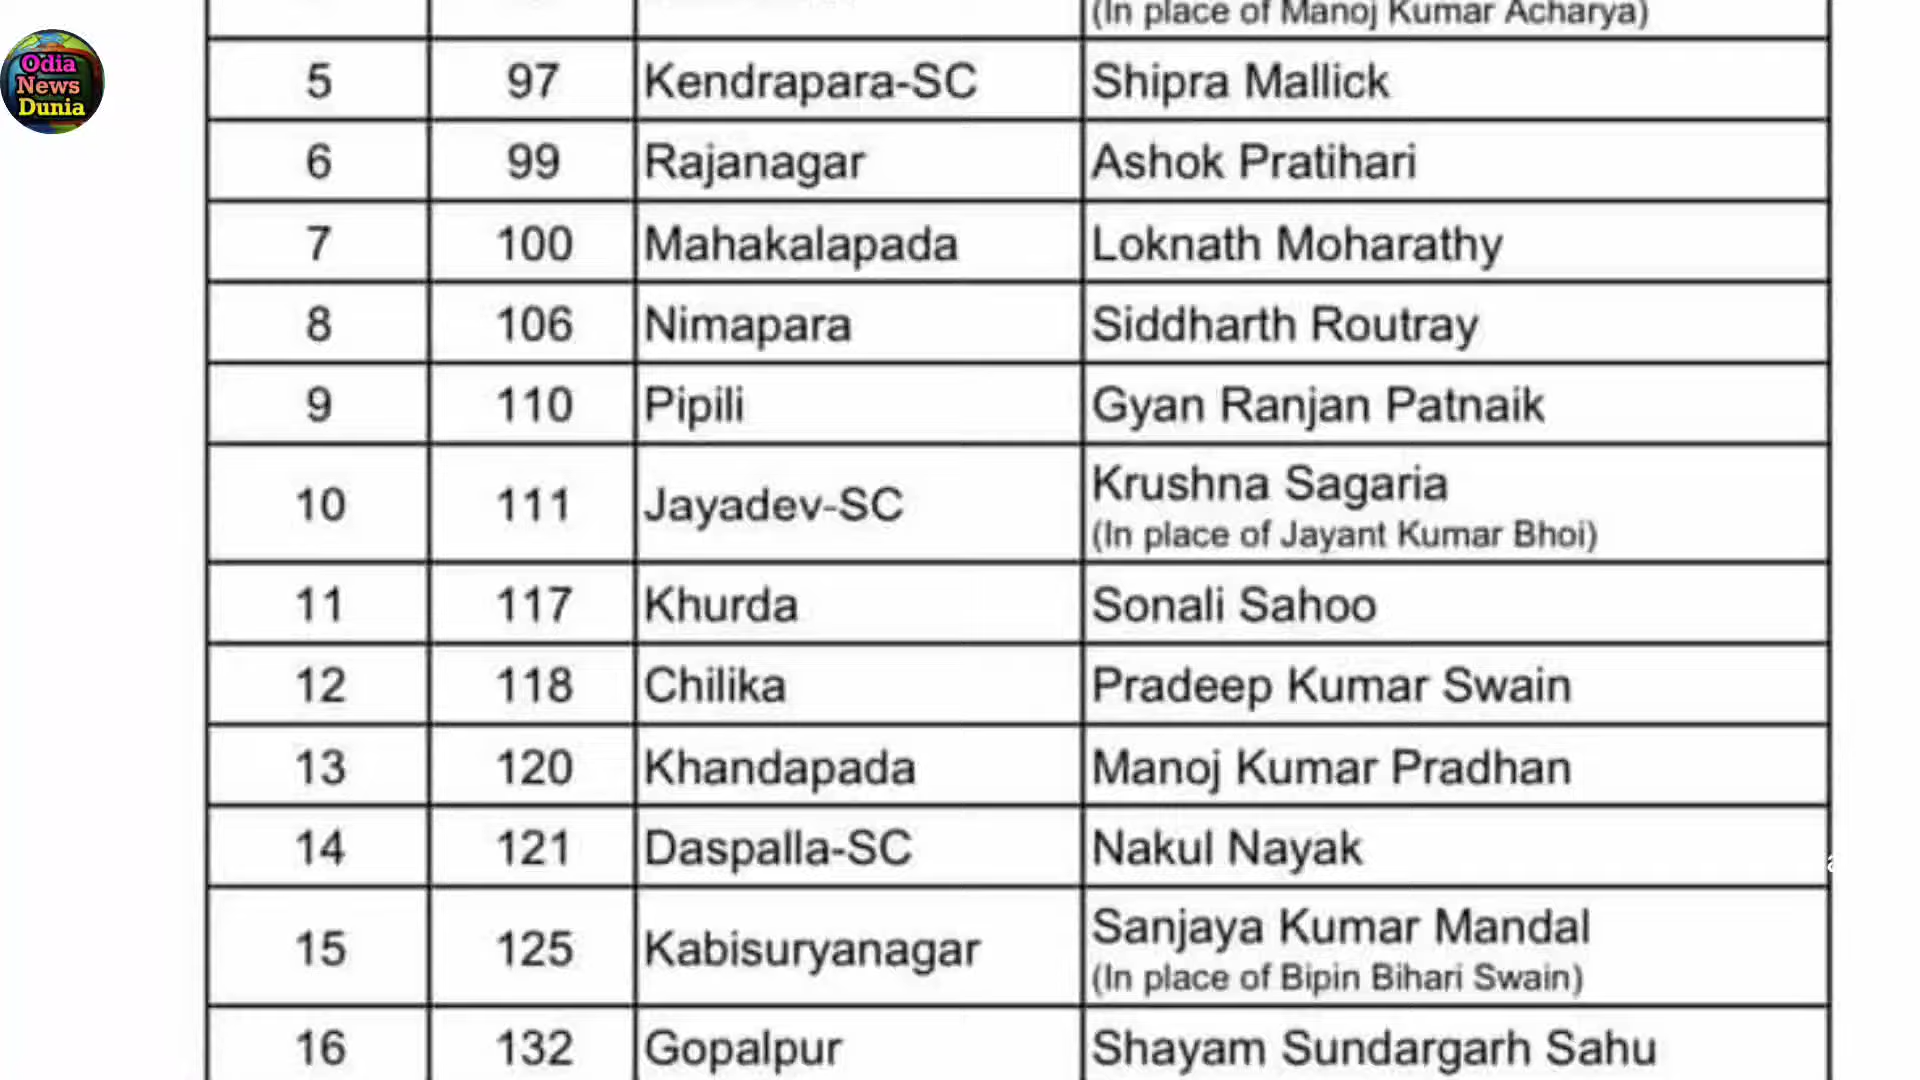 (In place of Manoj Kumar Acharya)
Odia
News
Dunia
5 97 Kendrapara-SC Shipra Mallick
6 99 Rajanagar Ashok Pratihari
7 100 Mahakalapada Loknath Moharathy
8 106 Nimapara Siddharth Routray
9 110 Pipili Gyan Ranjan Patnaik
10 111 Jayadev-SC Krushna Sagaria
(In place of Jayant Kumar Bhoi)
11 117 Khurda Sonali Sahoo
12 118 Chilika Pradeep Kumar Swain
13 120 Khandapada Manoj Kumar Pradhan
14 121 Daspalla-SC Nakul Nayak
15 125 Kabisuryanagar Sanjaya Kumar Mandal
(In place of Bipin Bihari Swain)
16 132 Gopalpur Shayam Sundargarh Sahu